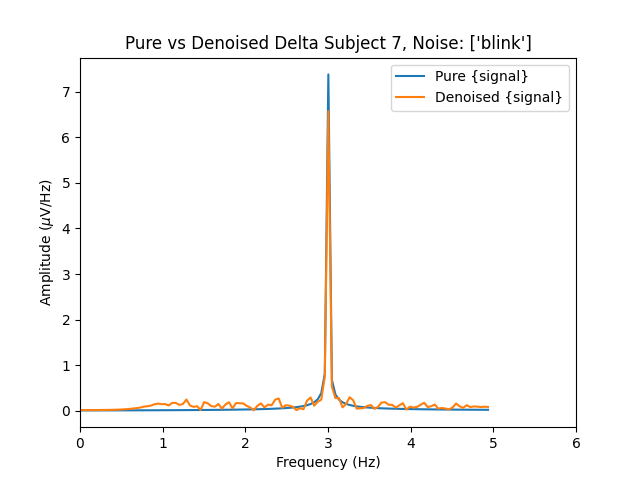 Pure vs Denoised Delta Subject 7, Noise: ['blink']
Pure {signal}
Denoised {signal}
Amplitude (μV/Hz)
7
6
5
4
3
2
1
0
0 1 2 3 4 5 6
Frequency (Hz)